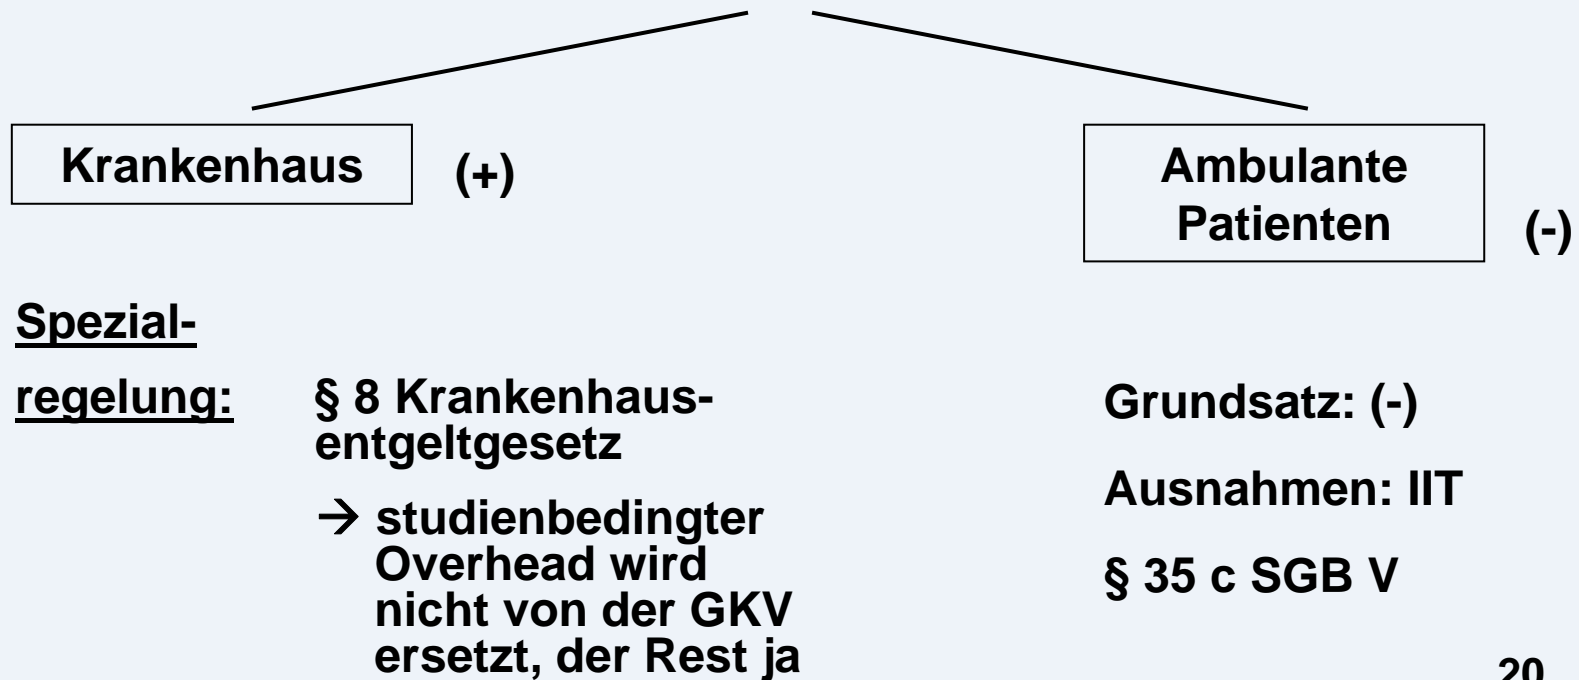 Krankenhaus
(+)
Ambulante
Patienten
(-)
Spezial-
regelung:
§ 8 Krankenhaus-
entgeltgesetz
→ studienbedingter
Overhead wird
nicht von der GKV
ersetzt, der Rest ja
Grundsatz: (-)
Ausnahmen: IIT
§ 35 c SGB V
20